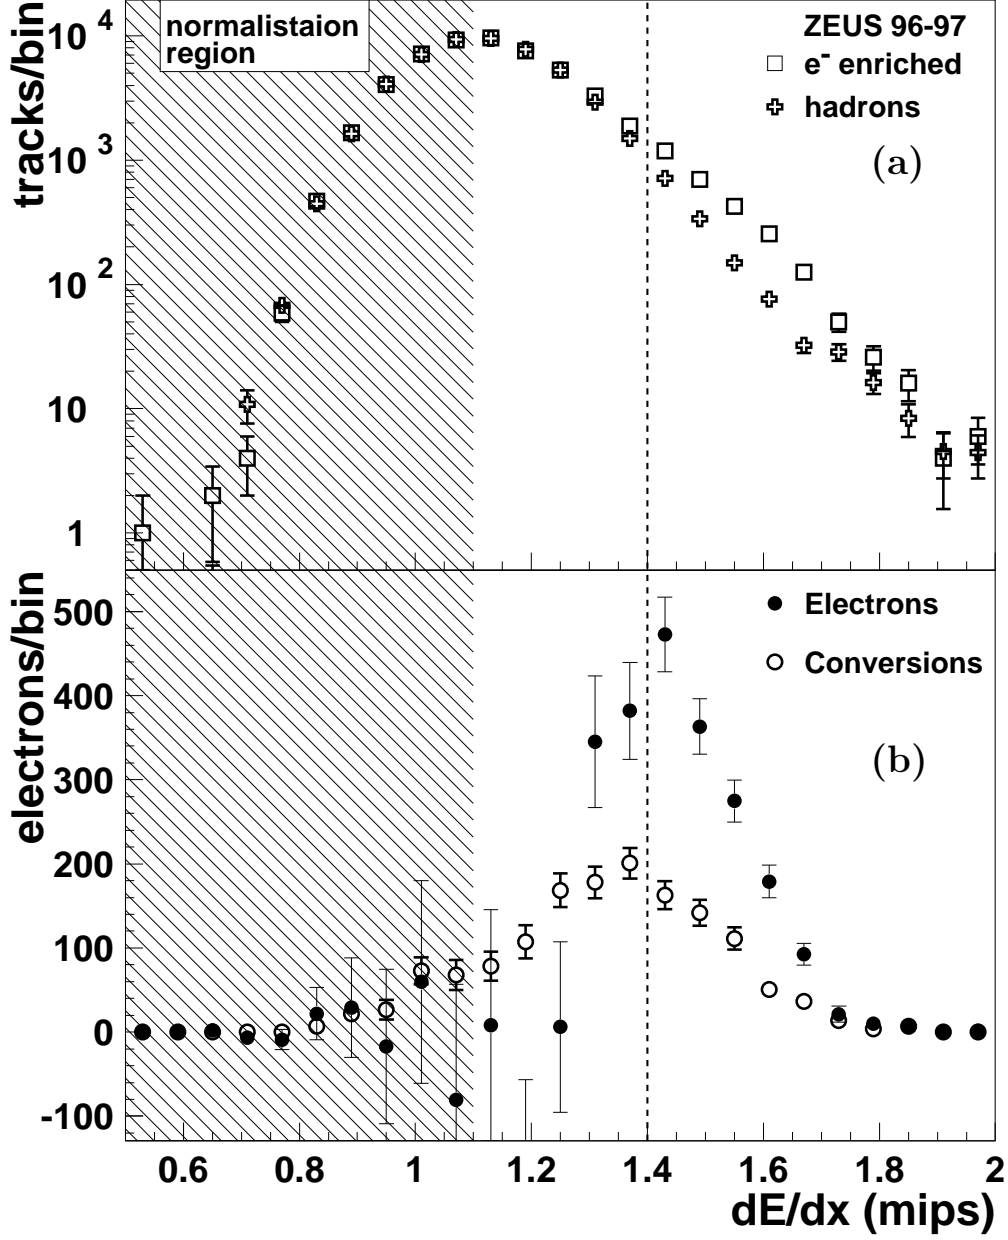 normalistaion
region
ZEUS 96-97
e⁻ enriched
hadrons
(a)
tracks/bin
10⁴
10³
10²
10
1
Electrons
Conversions
(b)
electrons/bin
500
400
300
200
100
0
-100
0.6 0.8 1 1.2 1.4 1.6 1.8 2
dE/dx (mips)